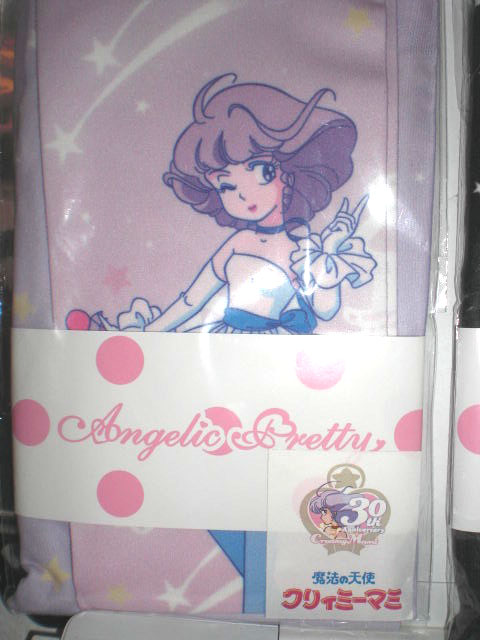 Angelic Pretty
30th
Anniversary
Creamy Mami
魔法の天使
クリィミーマミ